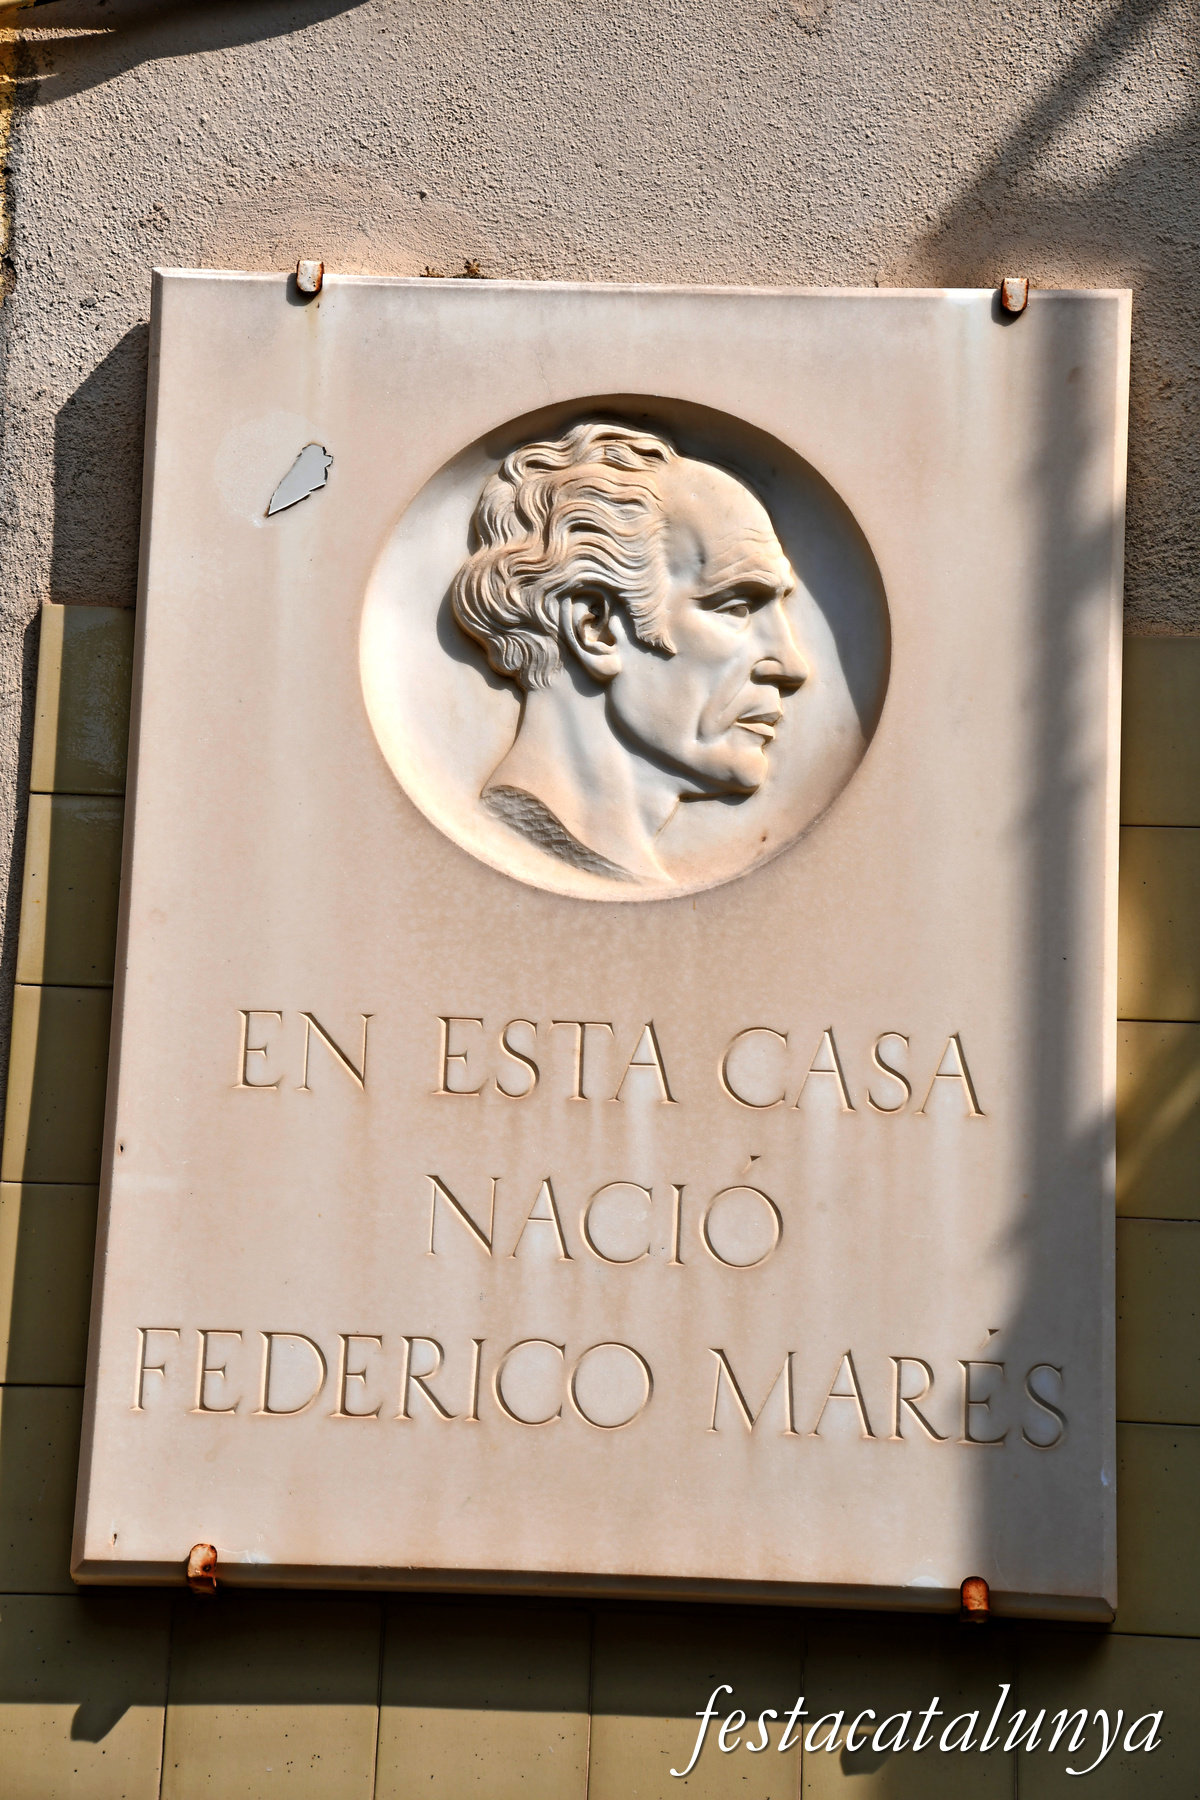 EN ESTA CASA
NACIÓ
FEDERICO MARÉS
festacatalunya